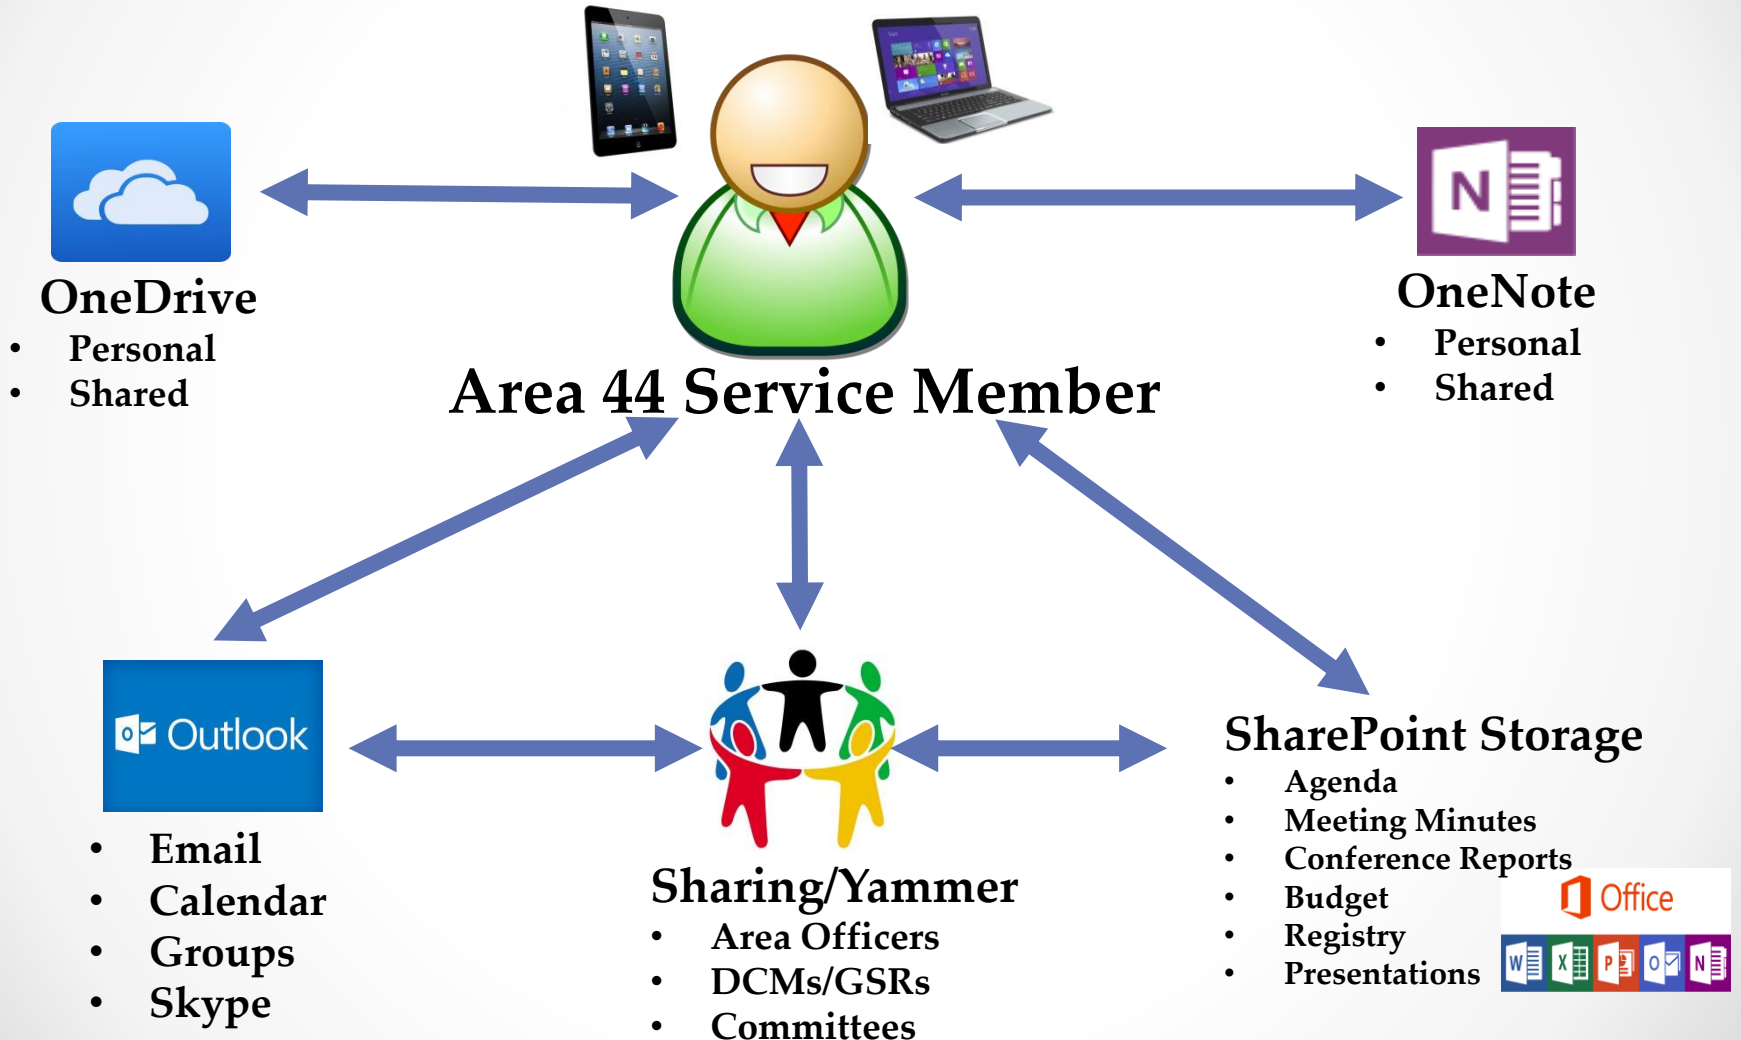 OneDrive
• Personal
• Shared
N
OneNote
• Personal
• Shared
Area 44 Service Member
o Outlook
• Email
• Calendar
• Groups
• Skype
Sharing/Yammer
• Area Officers
• DCMs/GSRs
• Committees
SharePoint Storage
• Agenda
• Meeting Minutes
• Conference Reports
• Budget
• Registry
• Presentations
Office
W X P O N